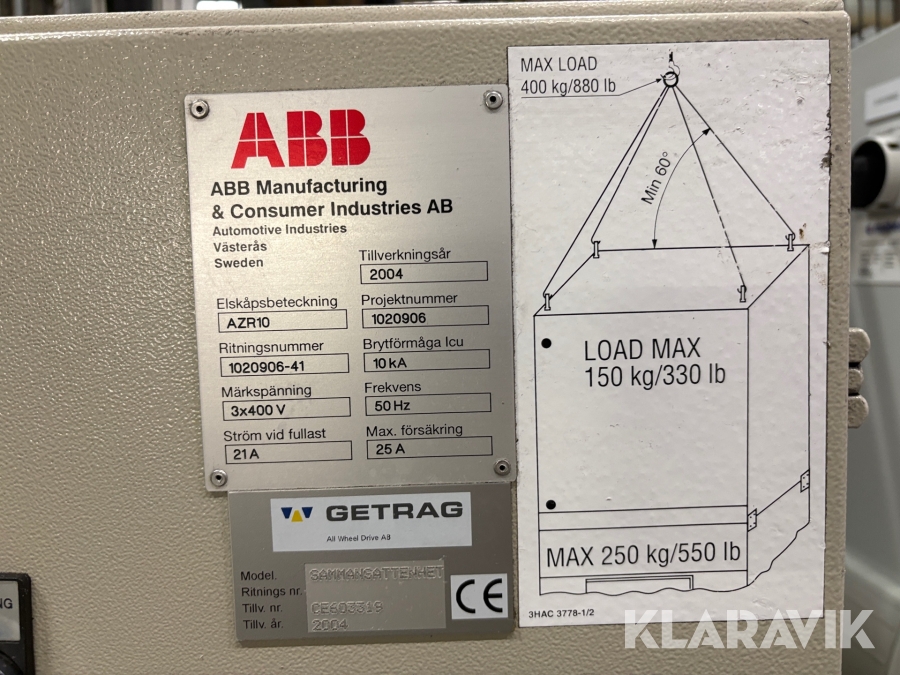 ABB
ABB Manufacturing
& Consumer Industries AB
Automotive Industries
Västerås
Sweden
Tillverkningsår
2004
Elskåpsbeteckning
AZR10
Projektnummer
1020906
Ritningsnummer
1020906-41
Brytförmåga Icu
10 kA
Märkspänning
3x400 V
Frekvens
50 Hz
Ström vid fullast
21 A
Max. försäkring
25 A
GETRAG
All Wheel Drive AB
Model. SAMMANSATTENHET
Ritnings nr.
Tillv. nr. CE603319
Tillv. år. 2004
CE
MAX LOAD
400 kg/880 lb
Min 60°
LOAD MAX
150 kg/330 lb
MAX 250 kg/550 lb
3HAC 3778-1/2
NG
KLARAVIK